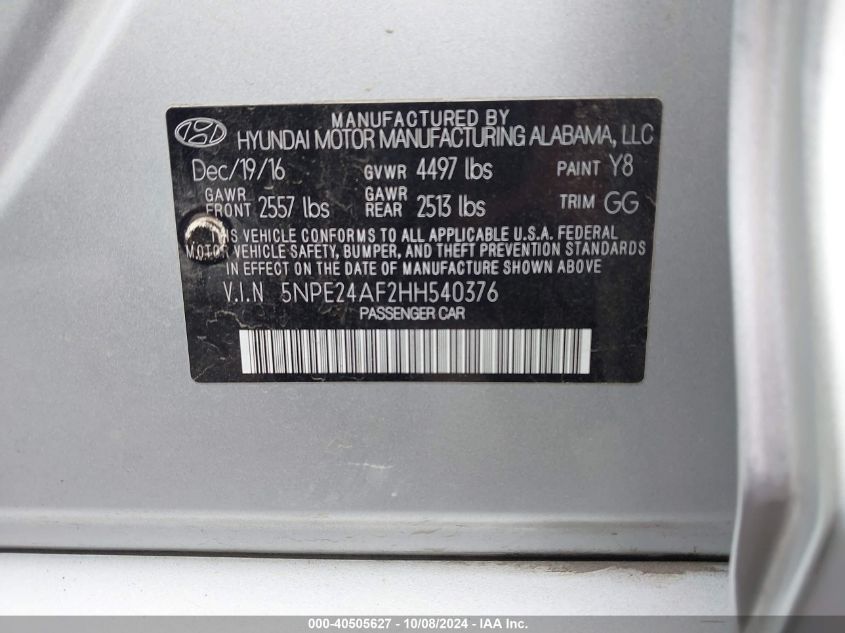 MANUFACTURED BY
HYUNDAI MOTOR MANUFACTURING ALABAMA, LLC
Dec/19/16 GVWR 4497 lbs PAINT Y8
GAWR FRONT 2557 lbs GAWR REAR 2513 lbs TRIM GG
THIS VEHICLE CONFORMS TO ALL APPLICABLE U.S.A. FEDERAL
MOTOR VEHICLE SAFETY, BUMPER, AND THEFT PREVENTION STANDARDS
IN EFFECT ON THE DATE OF MANUFACTURE SHOWN ABOVE
V.I.N 5NPE24AF2HH540376
PASSENGER CAR
000-40505627 - 10/08/2024 - IAA Inc.